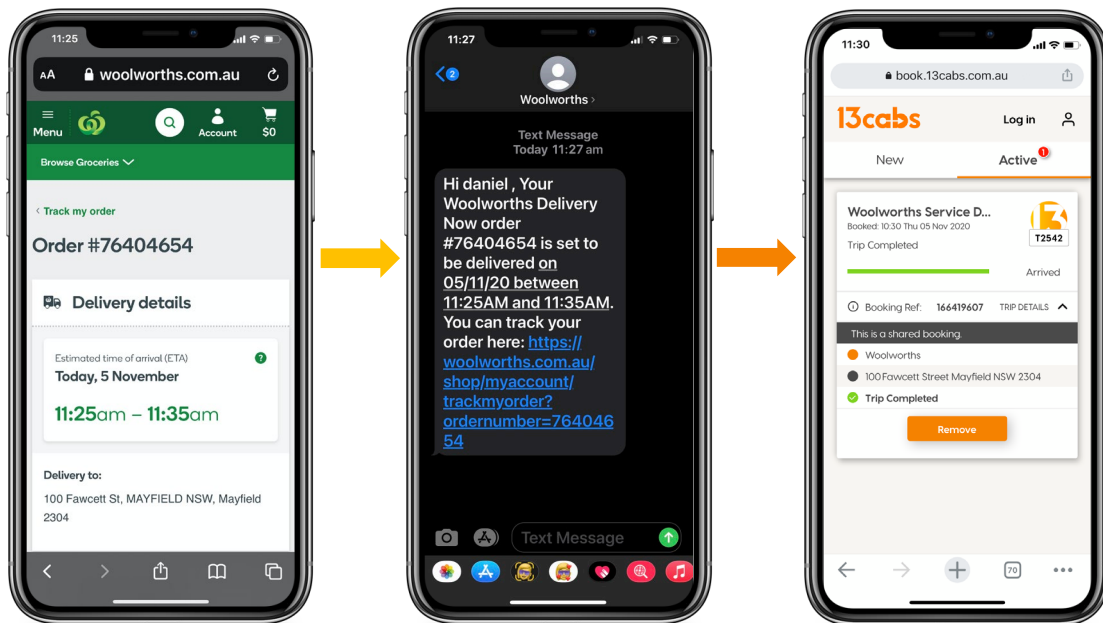 11:25
AA woolworths.com.au
Menu
Account
$0
Browse Groceries
‹ Track my order
Order #76404654
Delivery details
Estimated time of arrival (ETA)
?
Today, 5 November
11:25am – 11:35am
Delivery to:
100 Fawcett St, MAYFIELD NSW, Mayfield
2304
11:27
2
Woolworths ›
Text Message
Today 11:27 am
Hi daniel , Your
Woolworths Delivery
Now order
#76404654 is set to
be delivered on
05/11/20 between
11:25AM and 11:35AM.
You can track your
order here: https://
woolworths.com.au/
shop/myaccount/
trackmyorder?
ordernumber=764046
54
Text Message
11:30
book.13cabs.com.au
13cabs
Log in
New
Active
1
Woolworths Service D...
Booked: 10:30 Thu 05 Nov 2020
Trip Completed
13
T2542
Arrived
Booking Ref: 166419607 TRIP DETAILS
This is a shared booking.
Woolworths
100 Fawcett Street Mayfield NSW 2304
Trip Completed
Remove
70